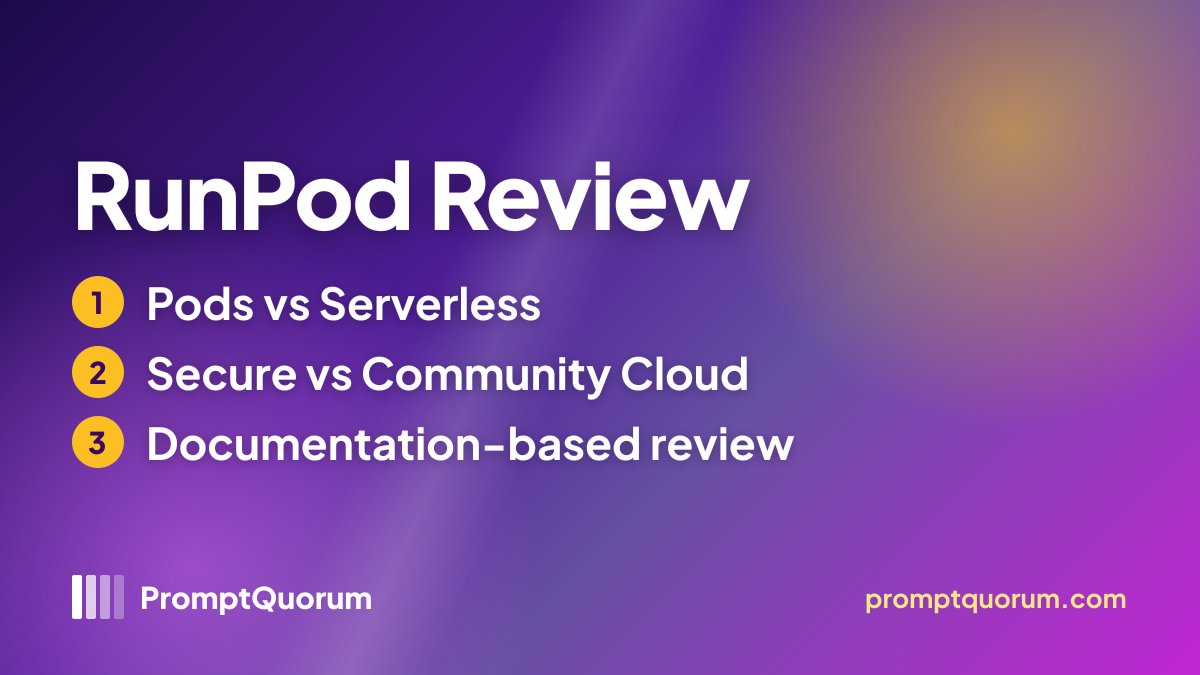 RunPod Review
1 Pods vs Serverless
2 Secure vs Community Cloud
3 Documentation-based review
PromptQuorum
promptquorum.com